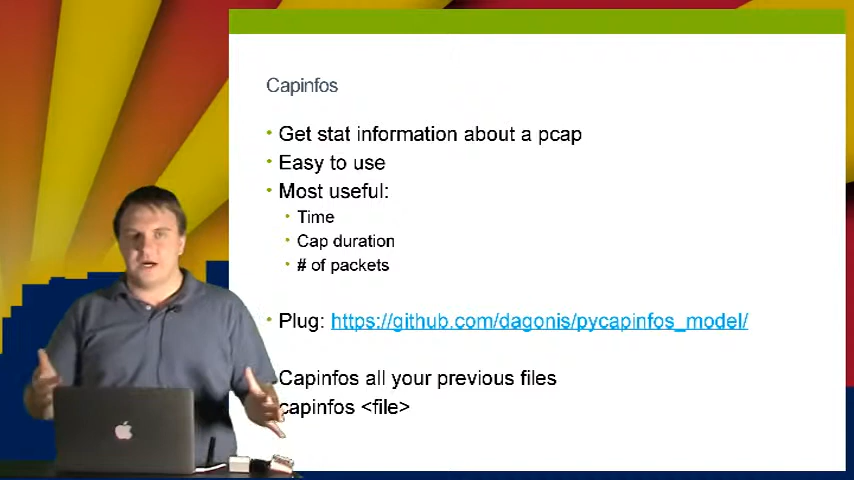 Capinfos
• Get stat information about a pcap
• Easy to use
• Most useful:
• Time
• Cap duration
• # of packets
• Plug: https://github.com/dagonis/pycapinfos_model/
Capinfos all your previous files
capinfos <file>